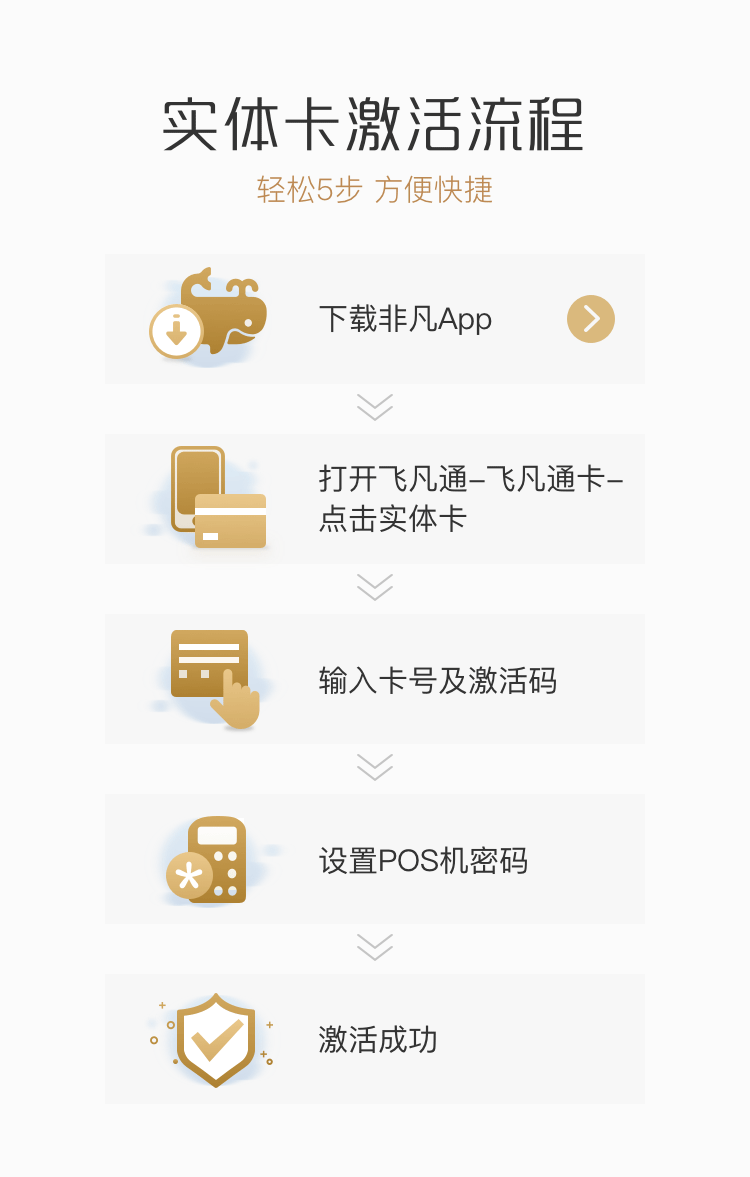 实体卡激活流程
轻松5步 方便快捷
下载非凡App
打开飞凡通–飞凡通卡–
点击实体卡
输入卡号及激活码
设置POS机密码
激活成功